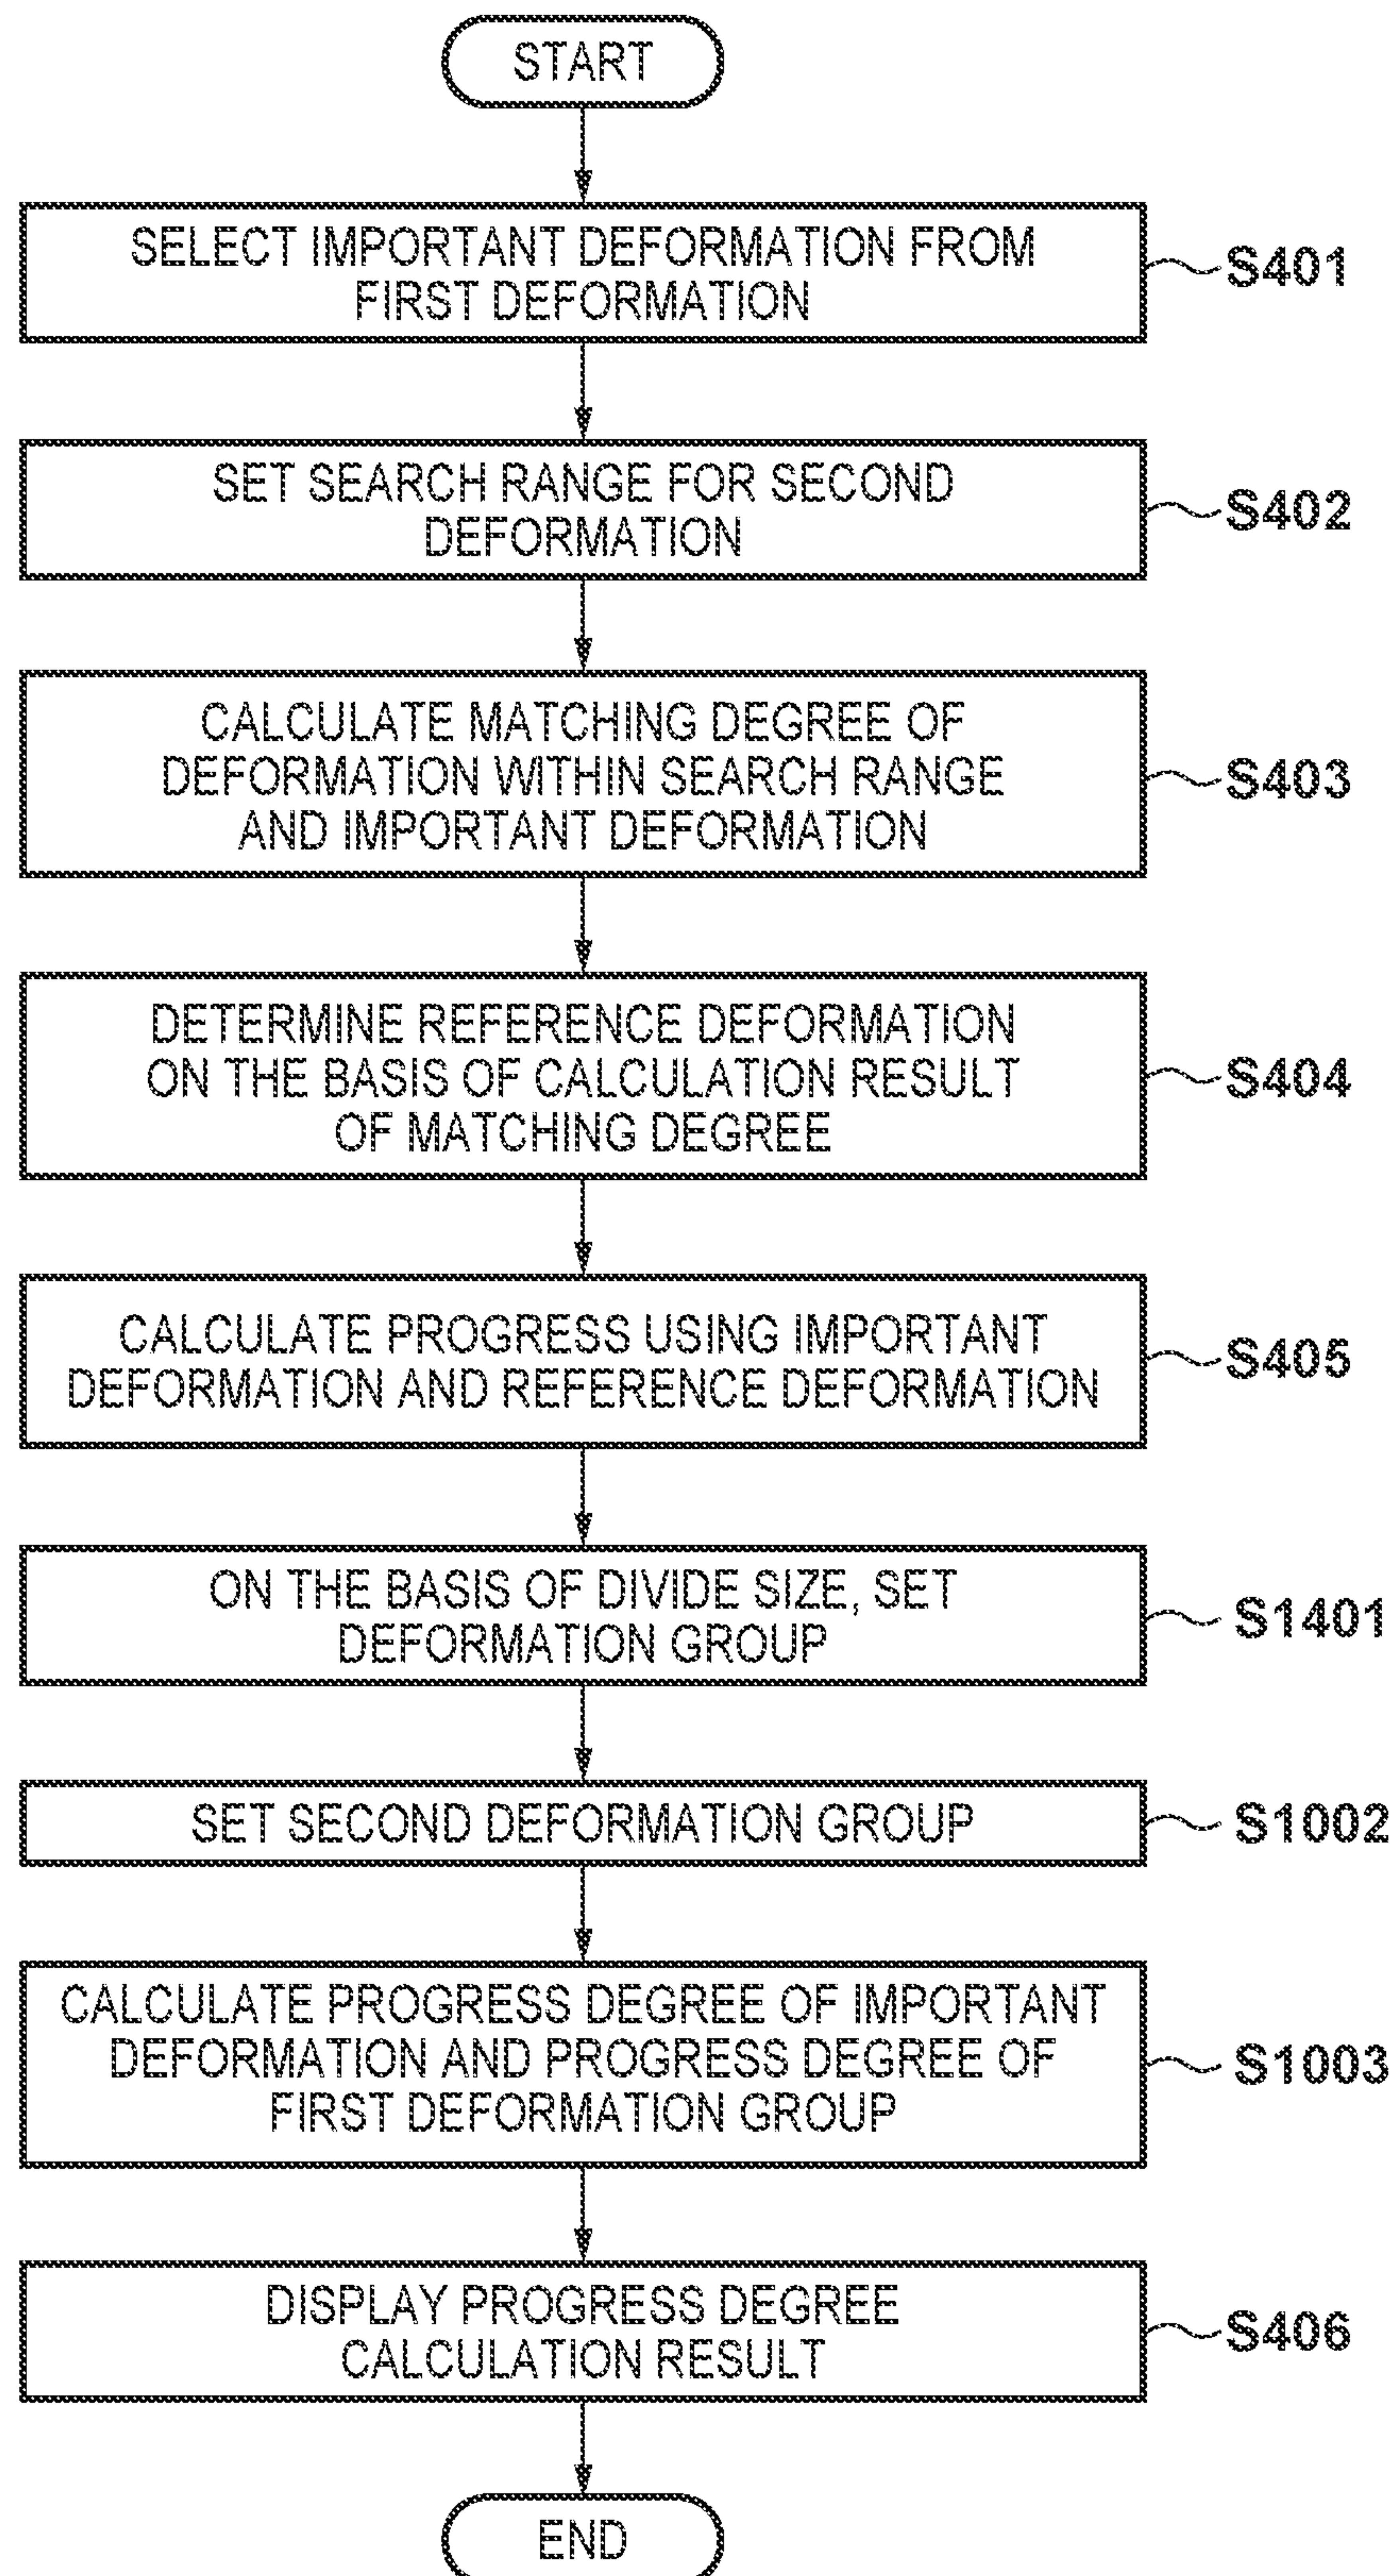 START
SELECT IMPORTANT DEFORMATION FROM
FIRST DEFORMATION
S401
SET SEARCH RANGE FOR SECOND
DEFORMATION
S402
CALCULATE MATCHING DEGREE OF
DEFORMATION WITHIN SEARCH RANGE
AND IMPORTANT DEFORMATION
S403
DETERMINE REFERENCE DEFORMATION
ON THE BASIS OF CALCULATION RESULT
OF MATCHING DEGREE
S404
CALCULATE PROGRESS USING IMPORTANT
DEFORMATION AND REFERENCE DEFORMATION
S405
ON THE BASIS OF DIVIDE SIZE, SET
DEFORMATION GROUP
S1401
SET SECOND DEFORMATION GROUP
S1002
CALCULATE PROGRESS DEGREE OF IMPORTANT
DEFORMATION AND PROGRESS DEGREE OF
FIRST DEFORMATION GROUP
S1003
DISPLAY PROGRESS DEGREE
CALCULATION RESULT
S406
END